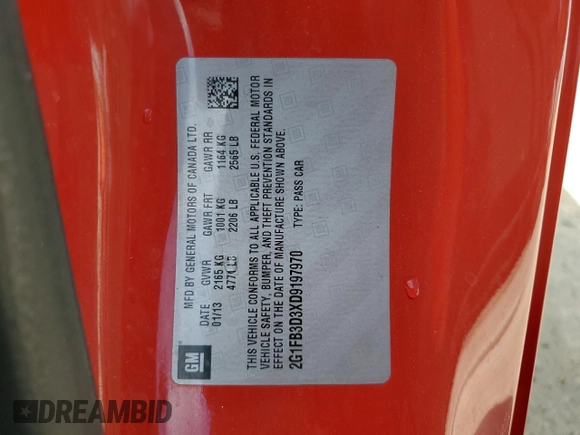 MFD BY GENERAL MOTORS OF CANADA LTD.
DATE GVWR GAWR FRT GAWR RR
01/13 2165 KG 1001 KG 1164 KG
4771 LB 2206 LB 2565 LB
THIS VEHICLE CONFORMS TO ALL APPLICABLE U.S. FEDERAL MOTOR
VEHICLE SAFETY, BUMPER, AND THEFT PREVENTION STANDARDS IN
EFFECT ON THE DATE OF MANUFACTURE SHOWN ABOVE.
2G1FB3D3XD9197970 TYPE: PASS CAR
GM
DREAMBID